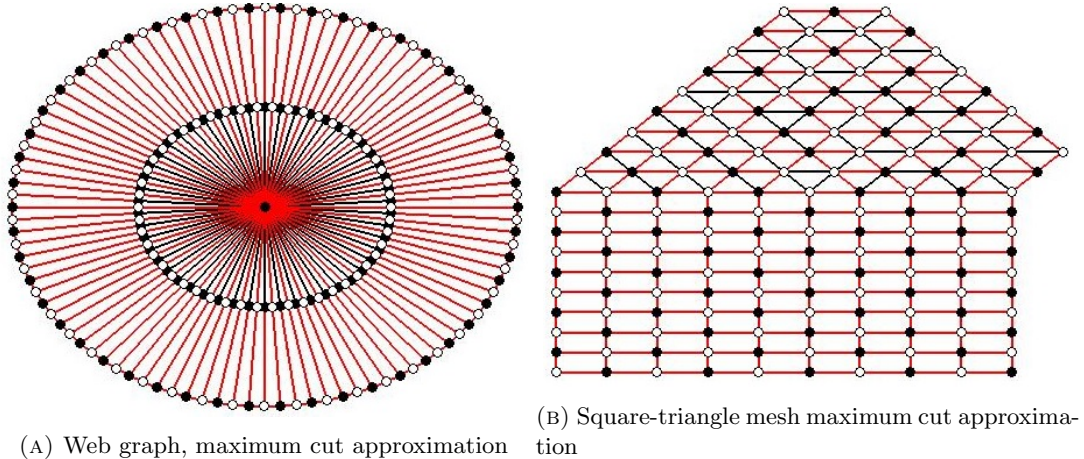 (A) Web graph, maximum cut approximation
(B) Square-triangle mesh maximum cut approxima-
tion